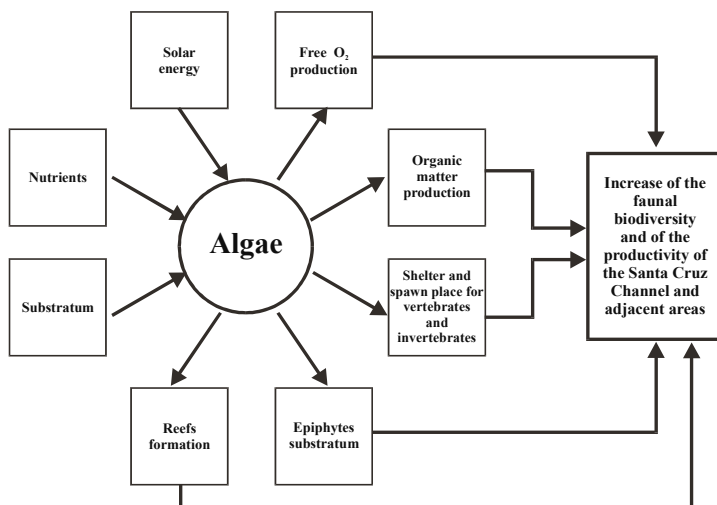 Solar
energy
Free O₂
production
Nutrients
Organic
matter
production
Algae
Increase of the
faunal
biodiversity
and of the
productivity of
the Santa Cruz
Channel and
adjacent areas
Substratum
Shelter and
spawn place for
vertebrates
and
invertebrates
Reefs
formation
Epiphytes
substratum